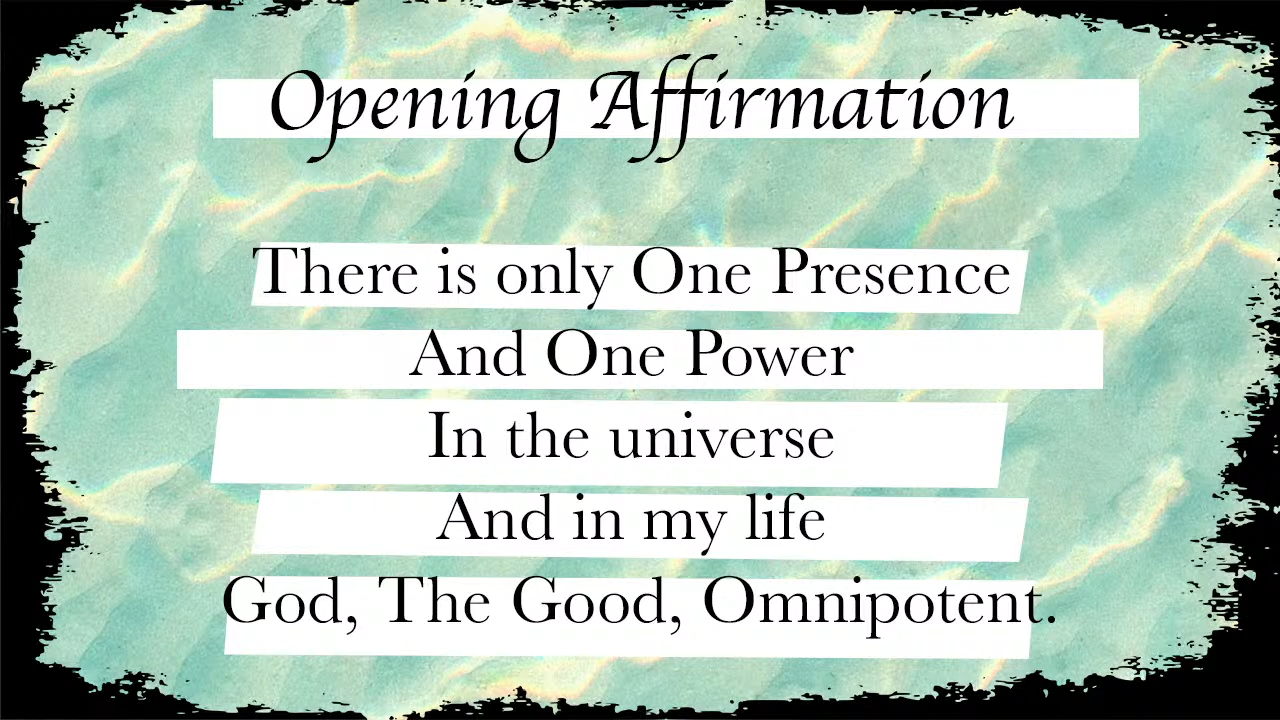 Opening Affirmation
There is only One Presence
And One Power
In the universe
And in my life
God, The Good, Omnipotent.